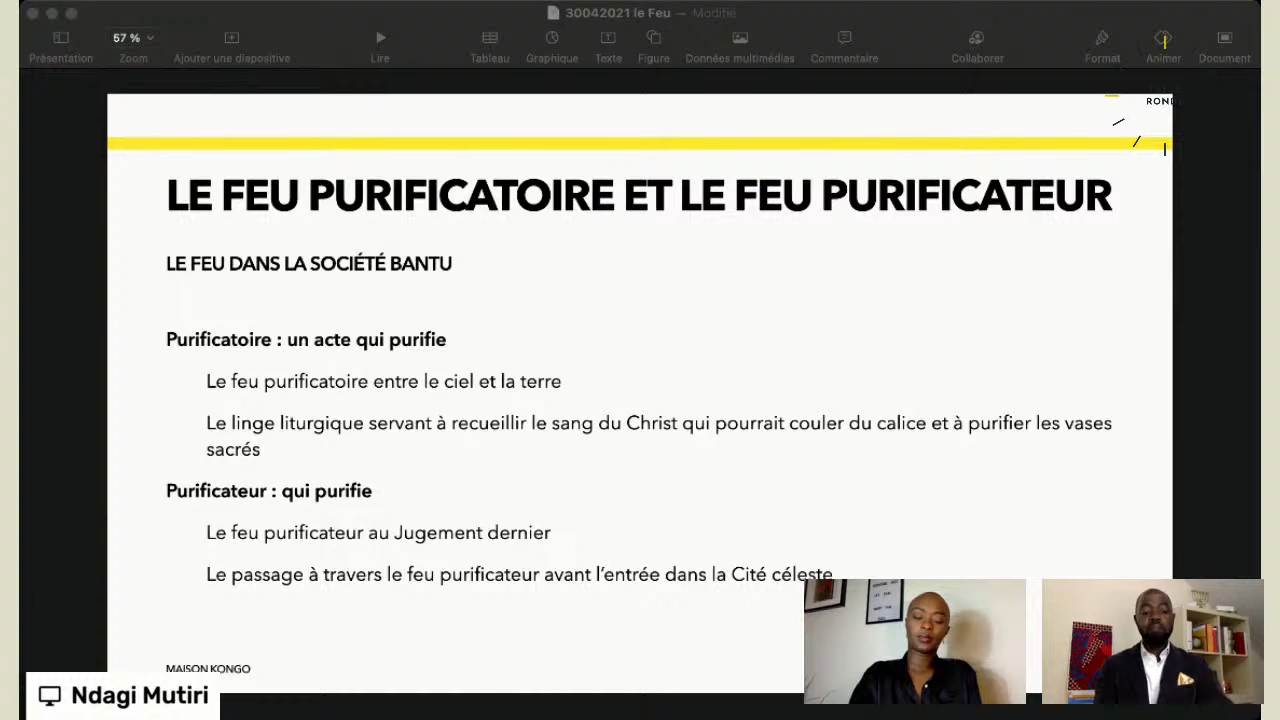 30042021 le Feu — Modifié
57 %
Présentation Zoom Ajouter une diapositive Lire Tableau Graphique Texte Figure Données multimédias Commentaire Collaborer Format Animer Document
ROND
LE FEU PURIFICATOIRE ET LE FEU PURIFICATEUR
LE FEU DANS LA SOCIÉTÉ BANTU
Purificatoire : un acte qui purifie
Le feu purificatoire entre le ciel et la terre
Le linge liturgique servant à recueillir le sang du Christ qui pourrait couler du calice et à purifier les vases
sacrés
Purificateur : qui purifie
Le feu purificateur au Jugement dernier
Le passage à travers le feu purificateur avant l’entrée dans la Cité céleste
MAISON KONGO
Ndagi Mutiri